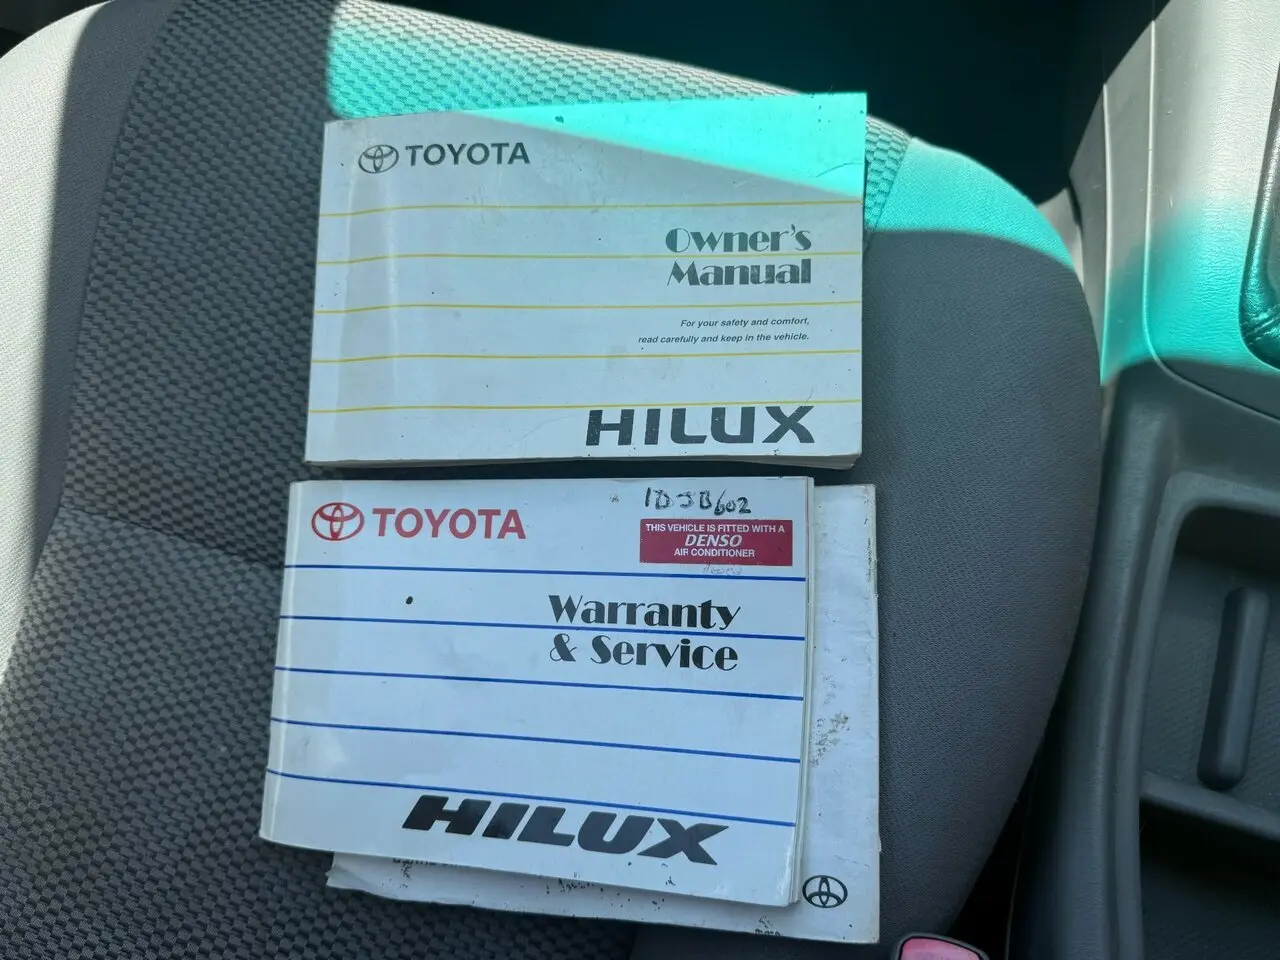 TOYOTA
Owner's
Manual
For your safety and comfort,
read carefully and keep in the vehicle.
HILUX
TOYOTA
1DJB602
THIS VEHICLE IS FITTED WITH A
DENSO
AIR CONDITIONER
Warranty
& Service
HILUX